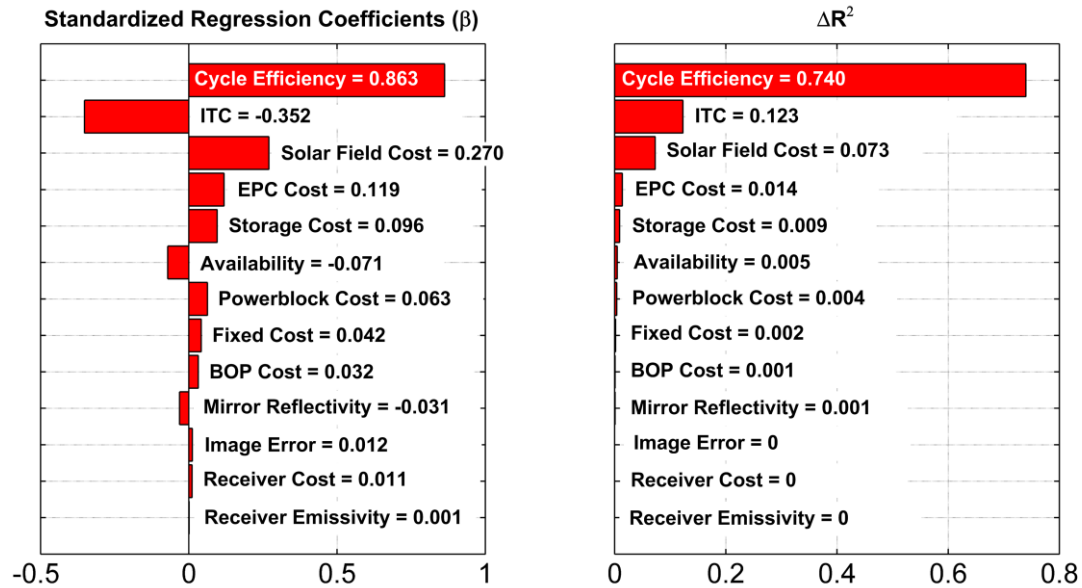 Standardized Regression Coefficients (β)
Cycle Efficiency = 0.863
ITC = -0.352
Solar Field Cost = 0.270
EPC Cost = 0.119
Storage Cost = 0.096
Availability = -0.071
Powerblock Cost = 0.063
Fixed Cost = 0.042
BOP Cost = 0.032
Mirror Reflectivity = -0.031
Image Error = 0.012
Receiver Cost = 0.011
Receiver Emissivity = 0.001
-0.5 0 0.5 1
ΔR²
Cycle Efficiency = 0.740
ITC = 0.123
Solar Field Cost = 0.073
EPC Cost = 0.014
Storage Cost = 0.009
Availability = 0.005
Powerblock Cost = 0.004
Fixed Cost = 0.002
BOP Cost = 0.001
Mirror Reflectivity = 0.001
Image Error = 0
Receiver Cost = 0
Receiver Emissivity = 0
0 0.2 0.4 0.6 0.8